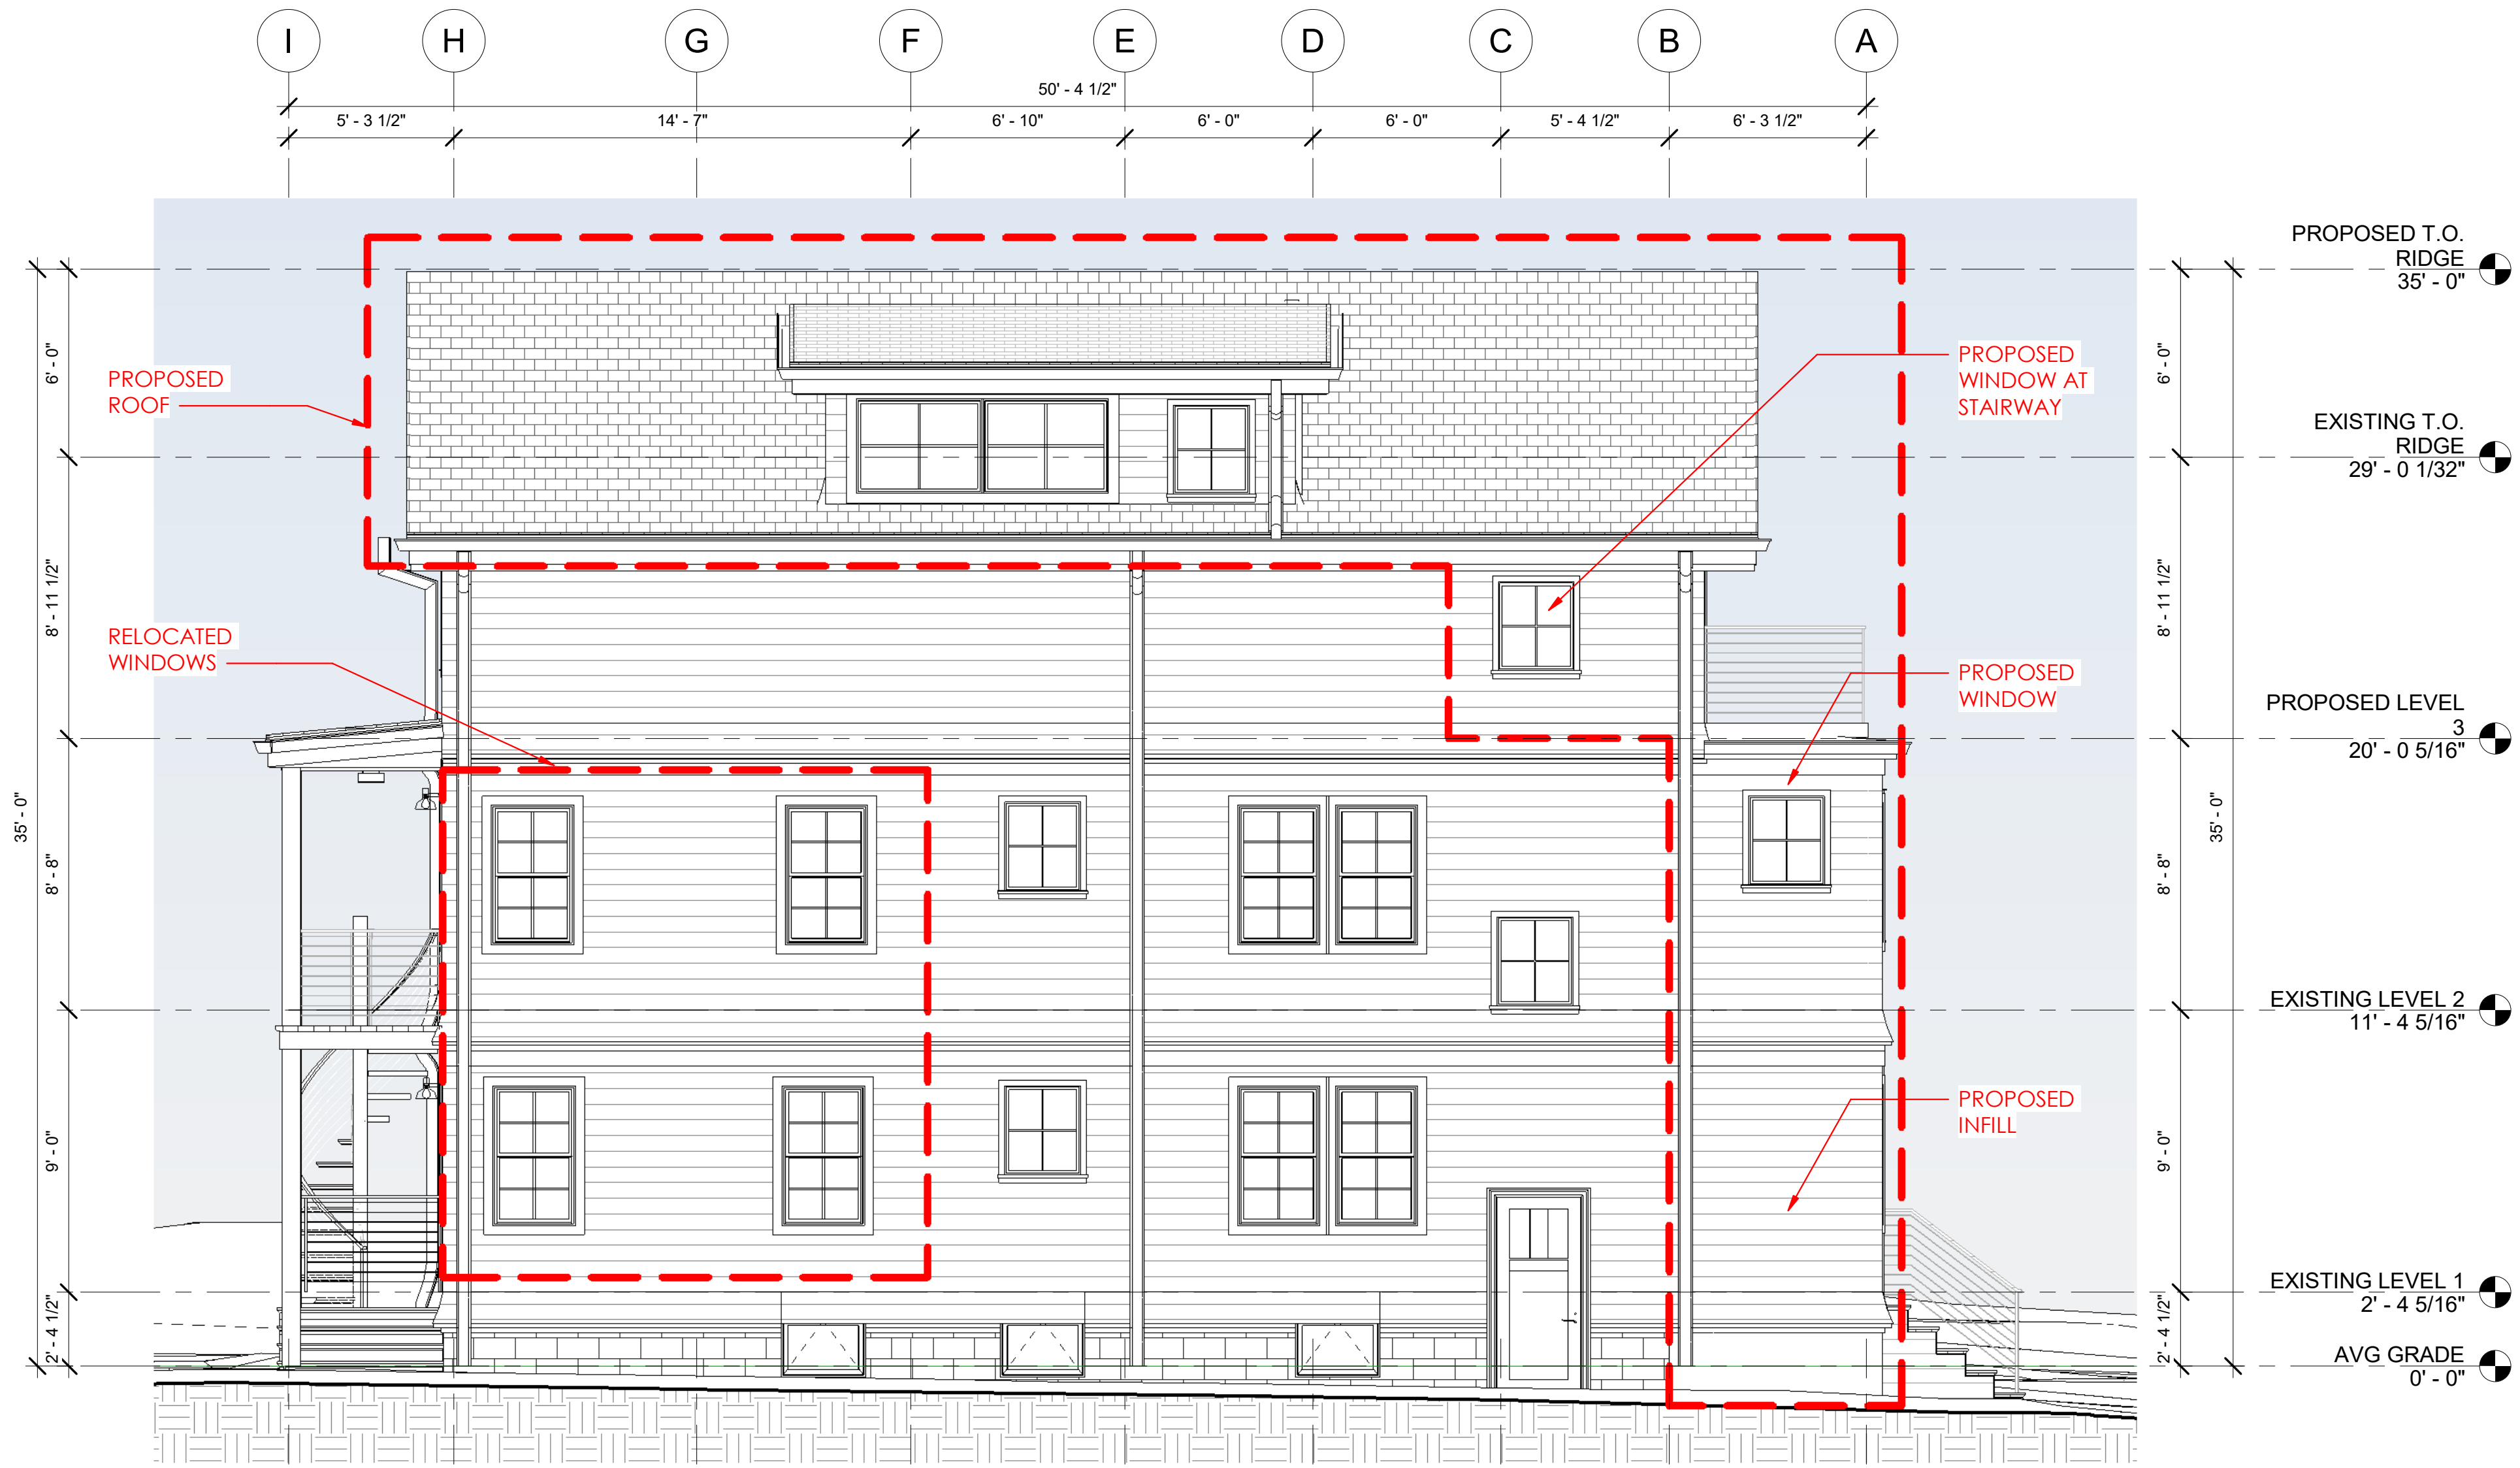 I H G F E D C B A
50' - 4 1/2"
5' - 3 1/2" 14' - 7" 6' - 10" 6' - 0" 6' - 0" 5' - 4 1/2" 6' - 3 1/2"
PROPOSED T.O.
RIDGE
35' - 0"
EXISTING T.O.
RIDGE
29' - 0 1/32"
PROPOSED LEVEL
3
20' - 0 5/16"
EXISTING LEVEL 2
11' - 4 5/16"
EXISTING LEVEL 1
2' - 4 5/16"
AVG GRADE
0' - 0"
PROPOSED
ROOF
RELOCATED
WINDOWS
PROPOSED
WINDOW AT
STAIRWAY
PROPOSED
WINDOW
PROPOSED
INFILL
35' - 0"
6' - 0"
8' - 11 1/2"
8' - 8"
9' - 0"
2' - 4 1/2"
6' - 0"
8' - 11 1/2"
8' - 8"
9' - 0"
2' - 4 1/2"
35' - 0"